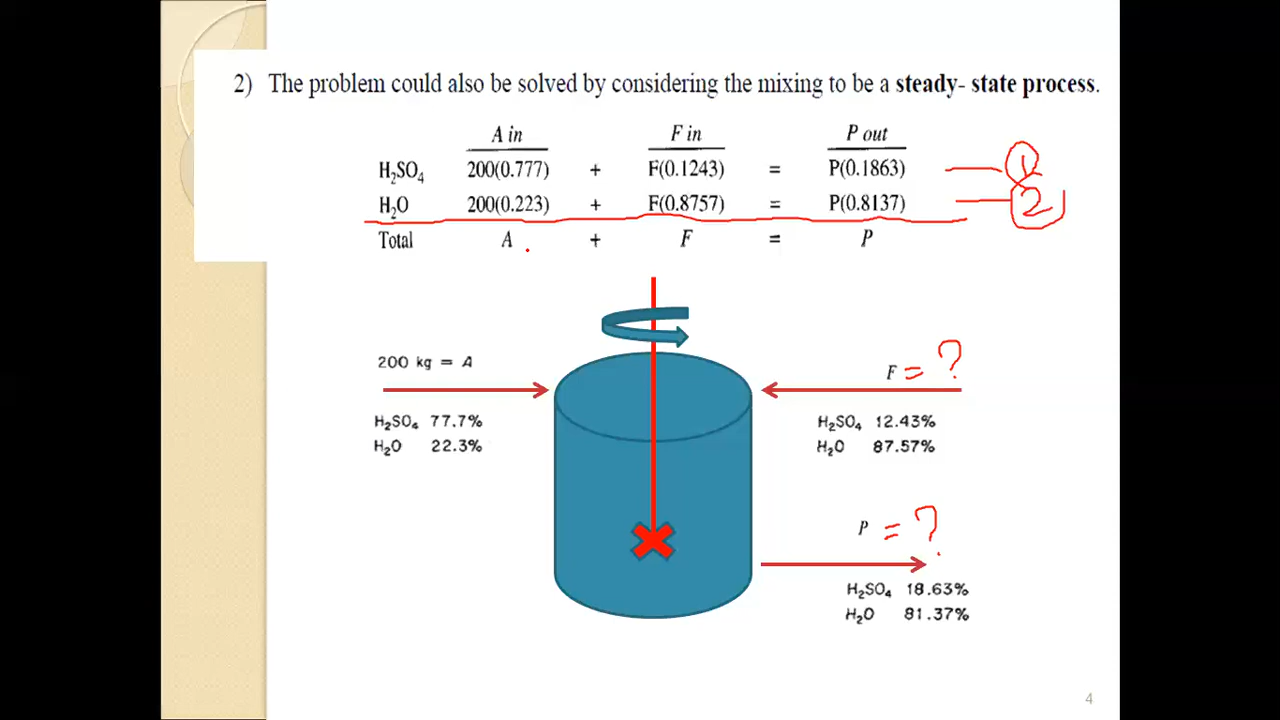 2) The problem could also be solved by considering the mixing to be a steady- state process.
A in F in P out
H₂SO₄ 200(0.777) + F(0.1243) = P(0.1863) — 1
H₂O 200(0.223) + F(0.8757) = P(0.8137) — 2
Total A + F = P
200 kg = A
F = ?
H₂SO₄ 77.7%
H₂O 22.3%
H₂SO₄ 12.43%
H₂O 87.57%
P = ?
H₂SO₄ 18.63%
H₂O 81.37%
4